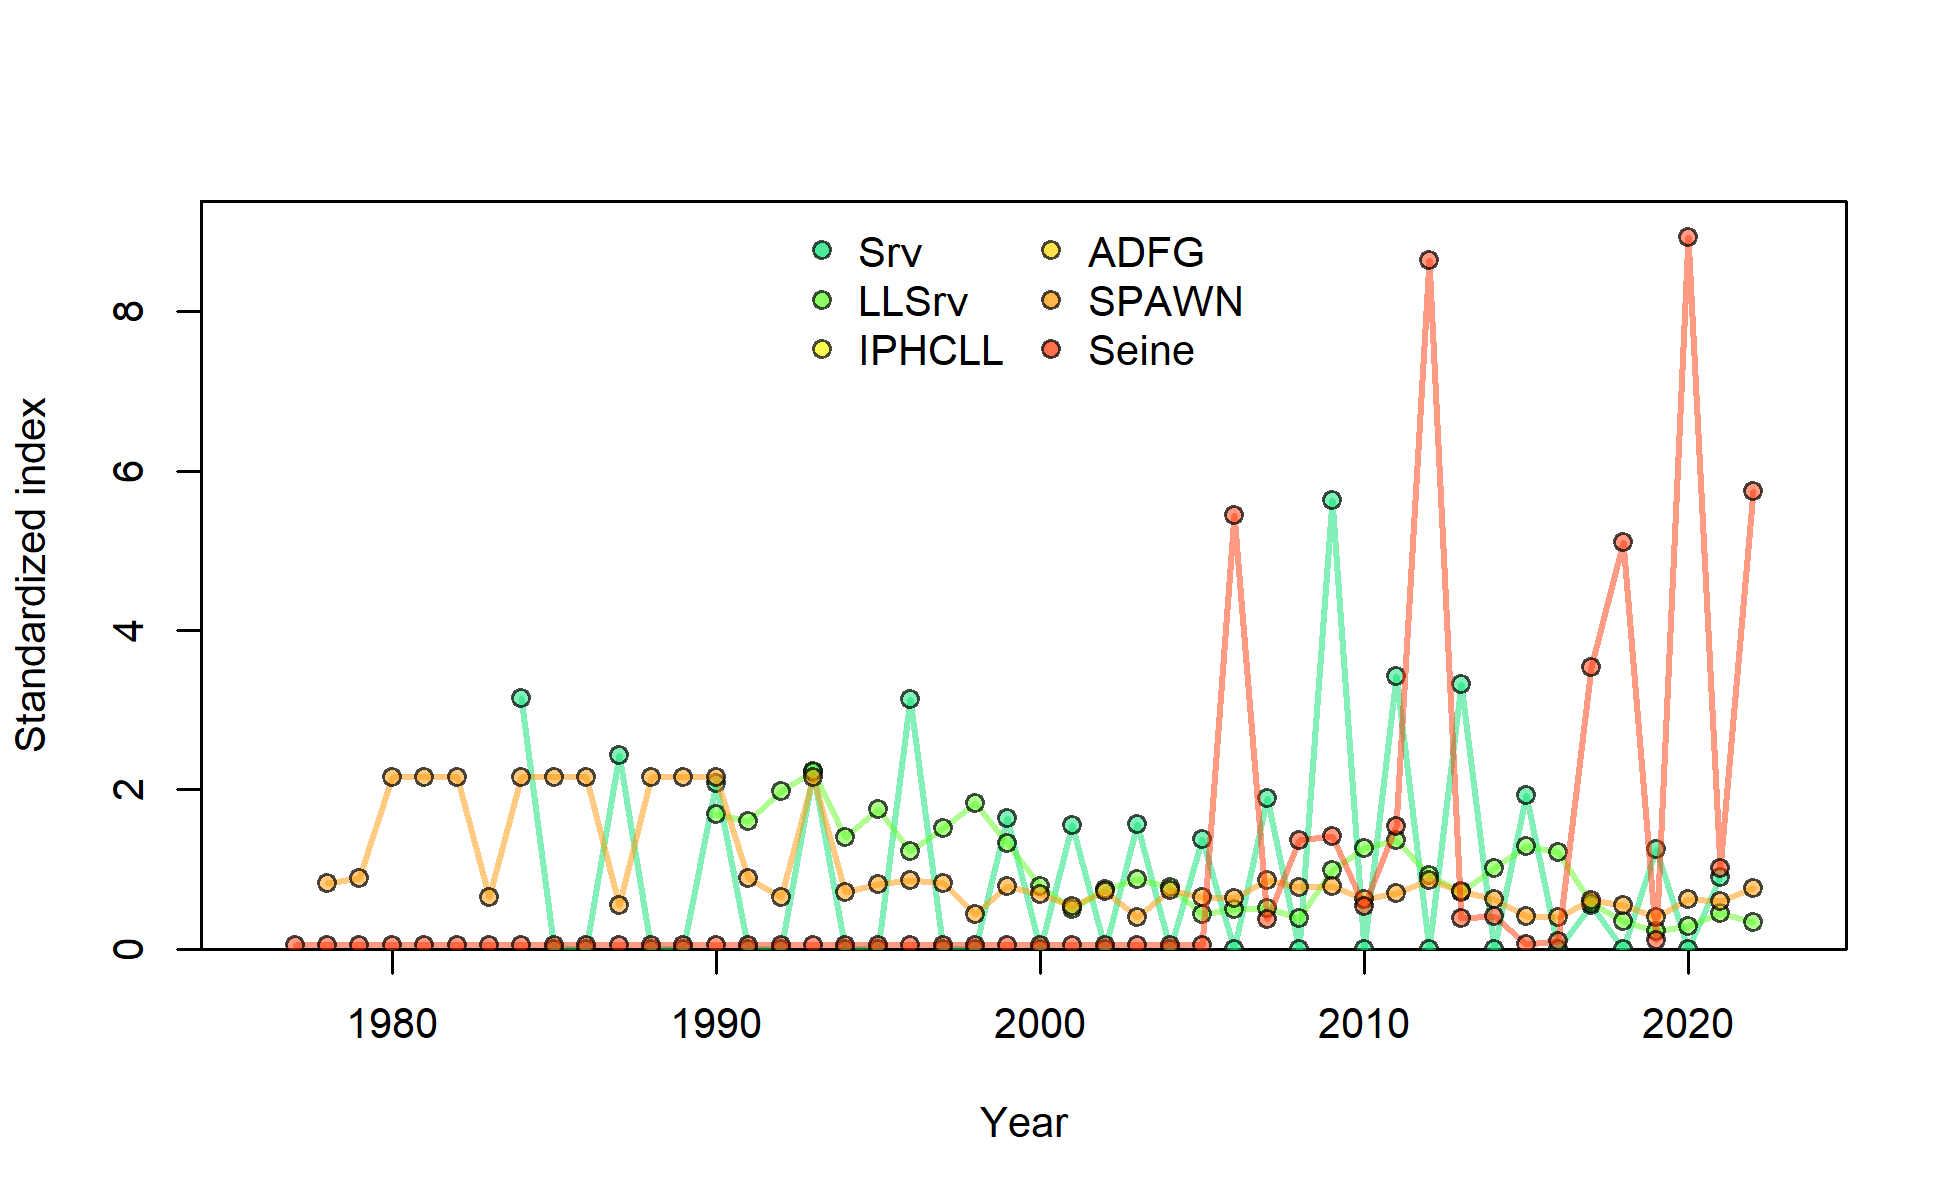 Srv ADFG
LLSrv SPAWN
IPHCLL Seine
8
6
4
2
0
Standardized index
1980 1990 2000 2010 2020
Year